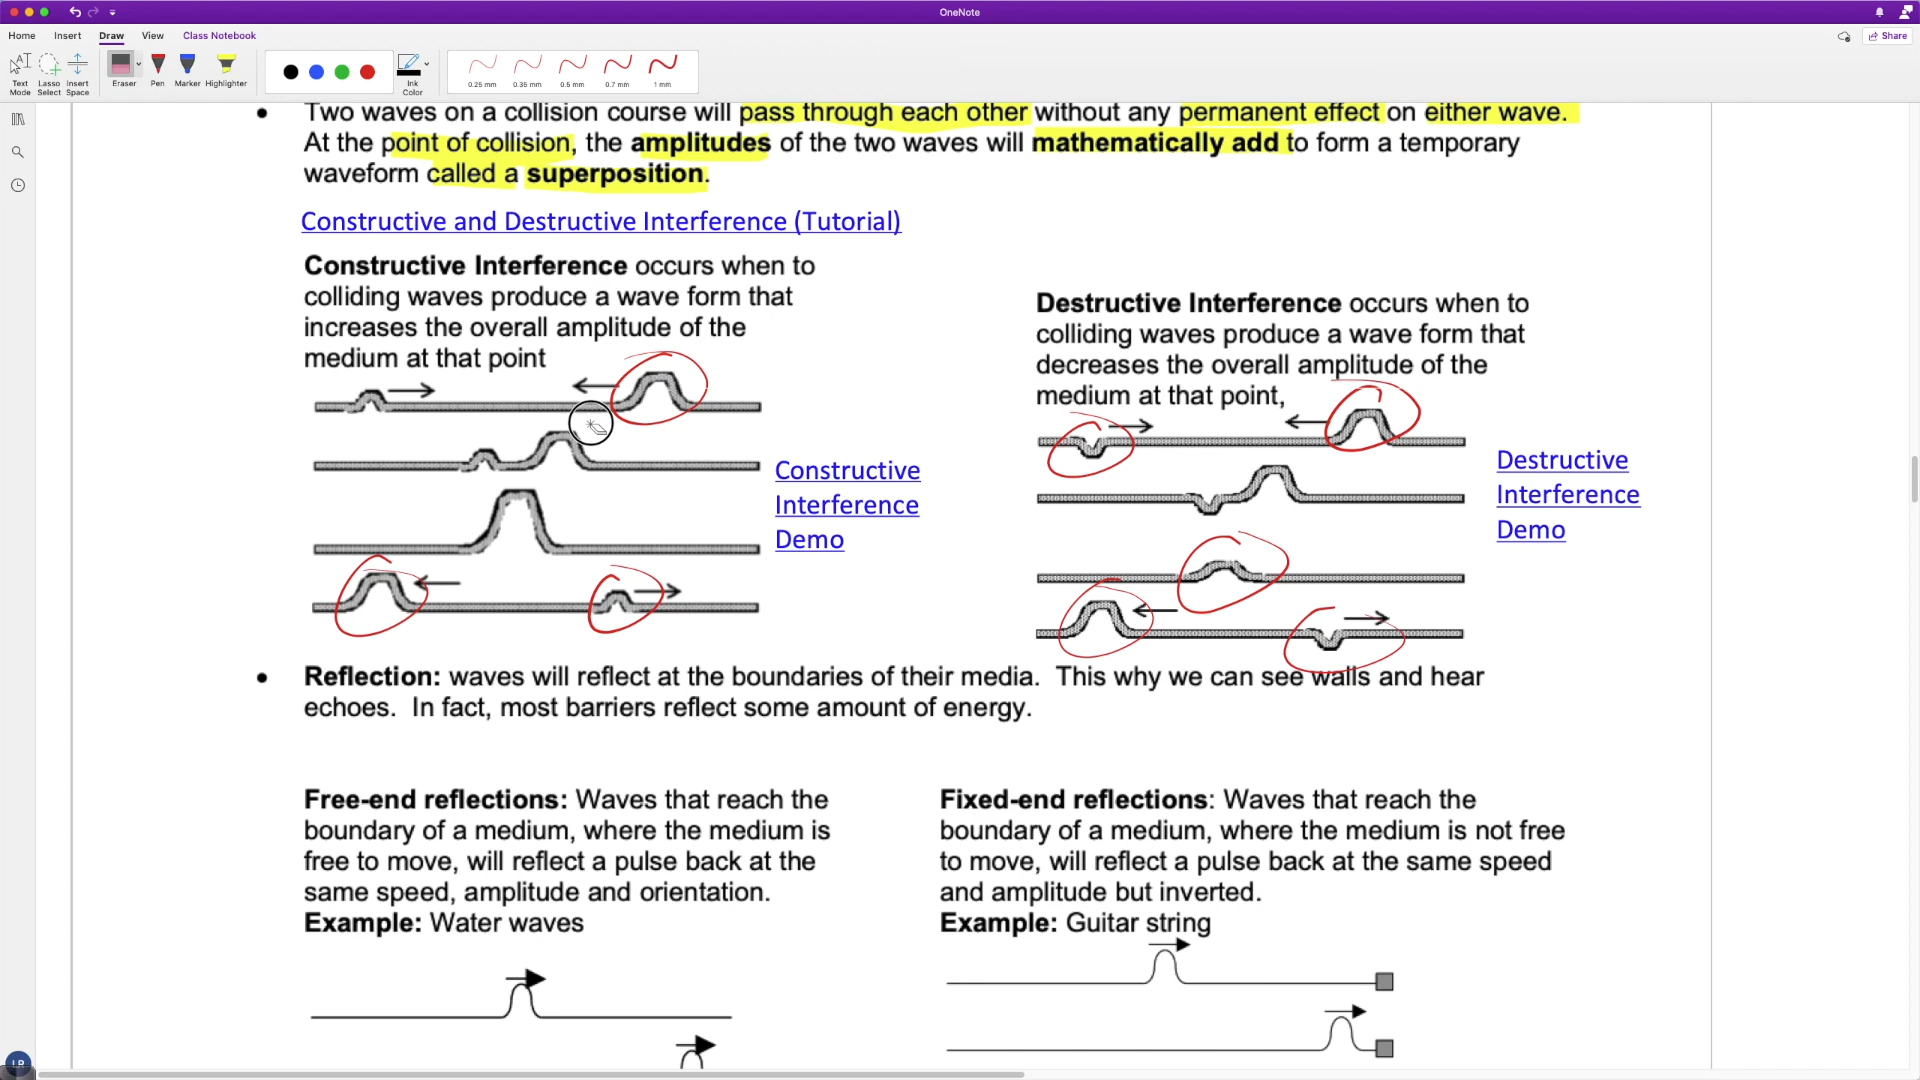 OneNote
Home Insert Draw View Class Notebook
Share
Text Mode
Lasso Select
Insert Space
Eraser
Pen
Marker
Highlighter
Ink Color
0.25 mm 0.35 mm 0.5 mm 0.7 mm 1 mm
• Two waves on a collision course will pass through each other without any permanent effect on either wave.
At the point of collision, the amplitudes of the two waves will mathematically add to form a temporary
waveform called a superposition.
Constructive and Destructive Interference (Tutorial)
Constructive Interference occurs when to
colliding waves produce a wave form that
increases the overall amplitude of the
medium at that point
Constructive
Interference
Demo
Destructive Interference occurs when to
colliding waves produce a wave form that
decreases the overall amplitude of the
medium at that point,
Destructive
Interference
Demo
• Reflection: waves will reflect at the boundaries of their media. This why we can see walls and hear
echoes. In fact, most barriers reflect some amount of energy.
Free-end reflections: Waves that reach the
boundary of a medium, where the medium is
free to move, will reflect a pulse back at the
same speed, amplitude and orientation.
Example: Water waves
Fixed-end reflections: Waves that reach the
boundary of a medium, where the medium is not free
to move, will reflect a pulse back at the same speed
and amplitude but inverted.
Example: Guitar string